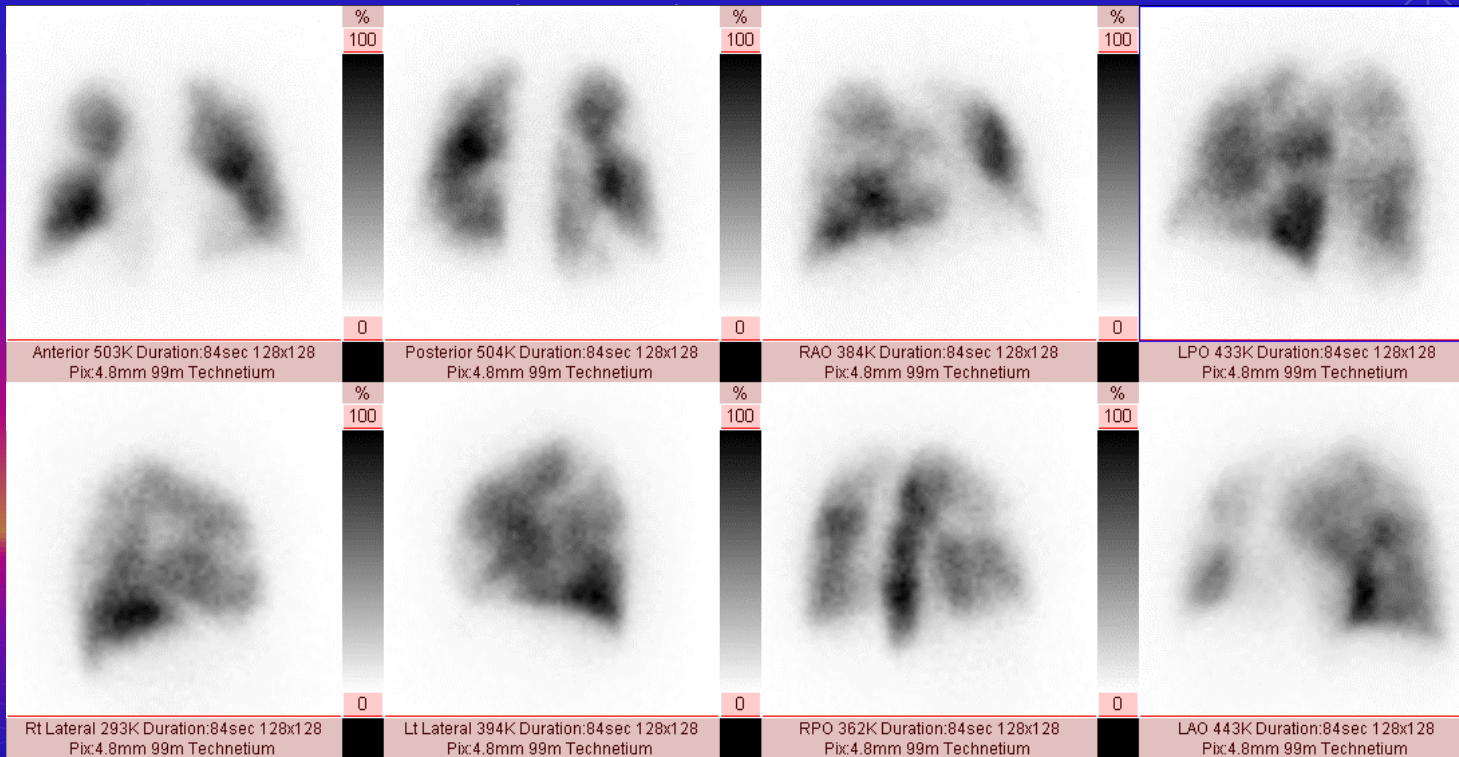 %
100
0
%
100
0
%
100
0
Anterior 503K Duration:84sec 128x128
Pix:4.8mm 99m Technetium
Posterior 504K Duration:84sec 128x128
Pix:4.8mm 99m Technetium
RAO 384K Duration:84sec 128x128
Pix:4.8mm 99m Technetium
LPO 433K Duration:84sec 128x128
Pix:4.8mm 99m Technetium
%
100
0
%
100
0
%
100
0
Rt Lateral 293K Duration:84sec 128x128
Pix:4.8mm 99m Technetium
Lt Lateral 394K Duration:84sec 128x128
Pix:4.8mm 99m Technetium
RPO 362K Duration:84sec 128x128
Pix:4.8mm 99m Technetium
LAO 443K Duration:84sec 128x128
Pix:4.8mm 99m Technetium